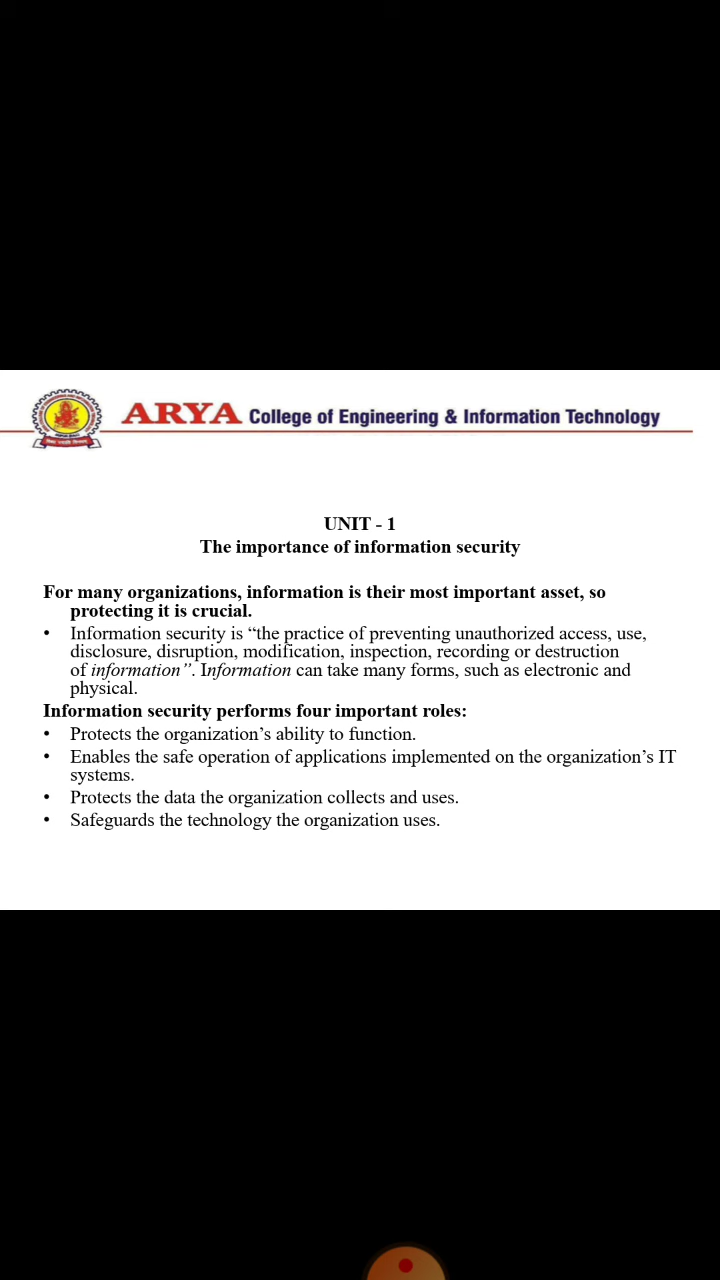 ARYA College of Engineering & Information Technology
UNIT - 1
The importance of information security
For many organizations, information is their most important asset, so
protecting it is crucial.
• Information security is “the practice of preventing unauthorized access, use,
disclosure, disruption, modification, inspection, recording or destruction
of information”. Information can take many forms, such as electronic and
physical.
Information security performs four important roles:
• Protects the organization’s ability to function.
• Enables the safe operation of applications implemented on the organization’s IT
systems.
• Protects the data the organization collects and uses.
• Safeguards the technology the organization uses.